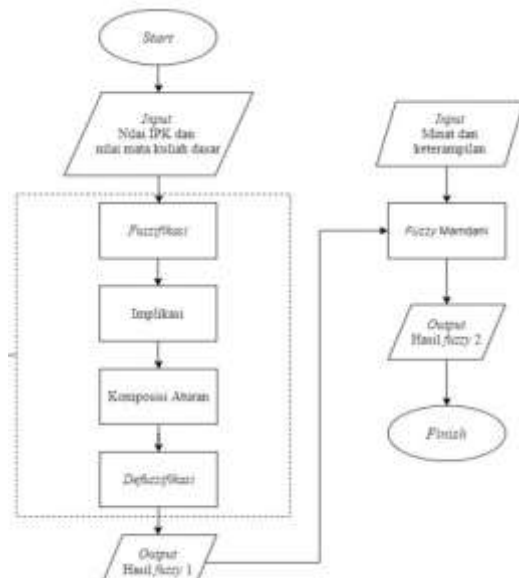 Start
Input
Nilai IPK dan
nilai mata kuliah dasar
Fuzzifikasi
Implikasi
Komposisi Aturan
Defuzzifikasi
Output
Hasil fuzzy 1
Input
Minat dan
keterampilan
Fuzzy Mamdani
Output
Hasil fuzzy 2
Finish